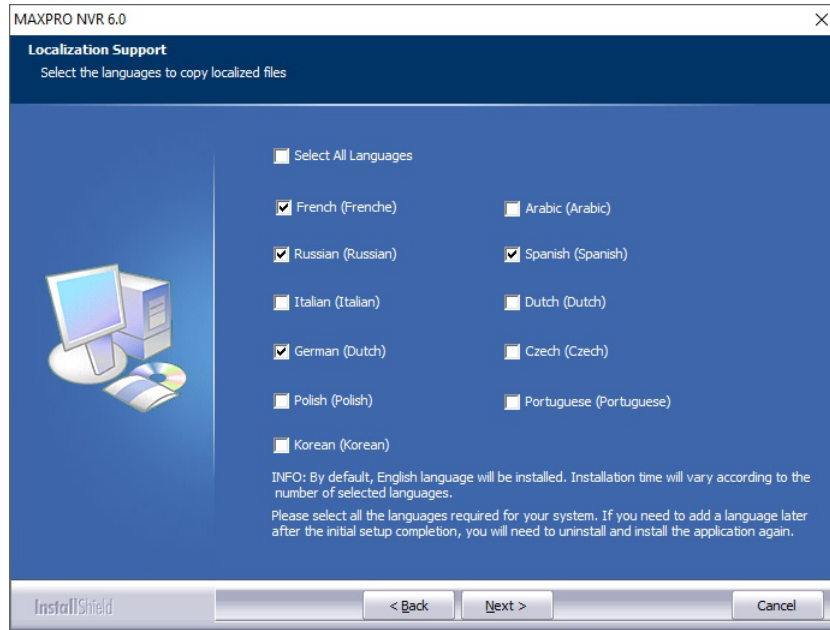 MAXPRO NVR 6.0
Localization Support
Select the languages to copy localized files
Select All Languages
French (Frenche)
Arabic (Arabic)
Russian (Russian)
Spanish (Spanish)
Italian (Italian)
Dutch (Dutch)
German (Dutch)
Czech (Czech)
Polish (Polish)
Portuguese (Portuguese)
Korean (Korean)
INFO: By default, English language will be installed. Installation time will vary according to the
number of selected languages.
Please select all the languages required for your system. If you need to add a language later
after the initial setup completion, you will need to uninstall and install the application again.
InstallShield
< Back
Next >
Cancel